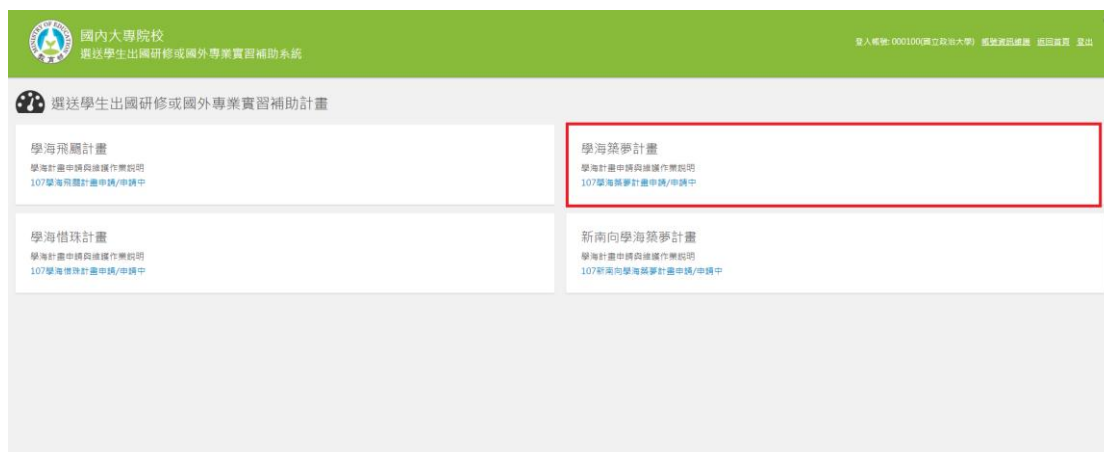 MINISTRY OF EDUCATION
教育部
國內大專院校
選送學生出國研修或國外專業實習補助系統
登入帳號: 000100(國立政治大學) 帳號資訊維護 返回首頁 登出
選送學生出國研修或國外專業實習補助計畫
學海飛颺計畫
學海計畫申請與維護作業說明
107學海飛颺計畫申請/申請中
學海築夢計畫
學海計畫申請與維護作業說明
107學海築夢計畫申請/申請中
學海惜珠計畫
學海計畫申請與維護作業說明
107學海惜珠計畫申請/申請中
新南向學海築夢計畫
學海計畫申請與維護作業說明
107新南向學海築夢計畫申請/申請中